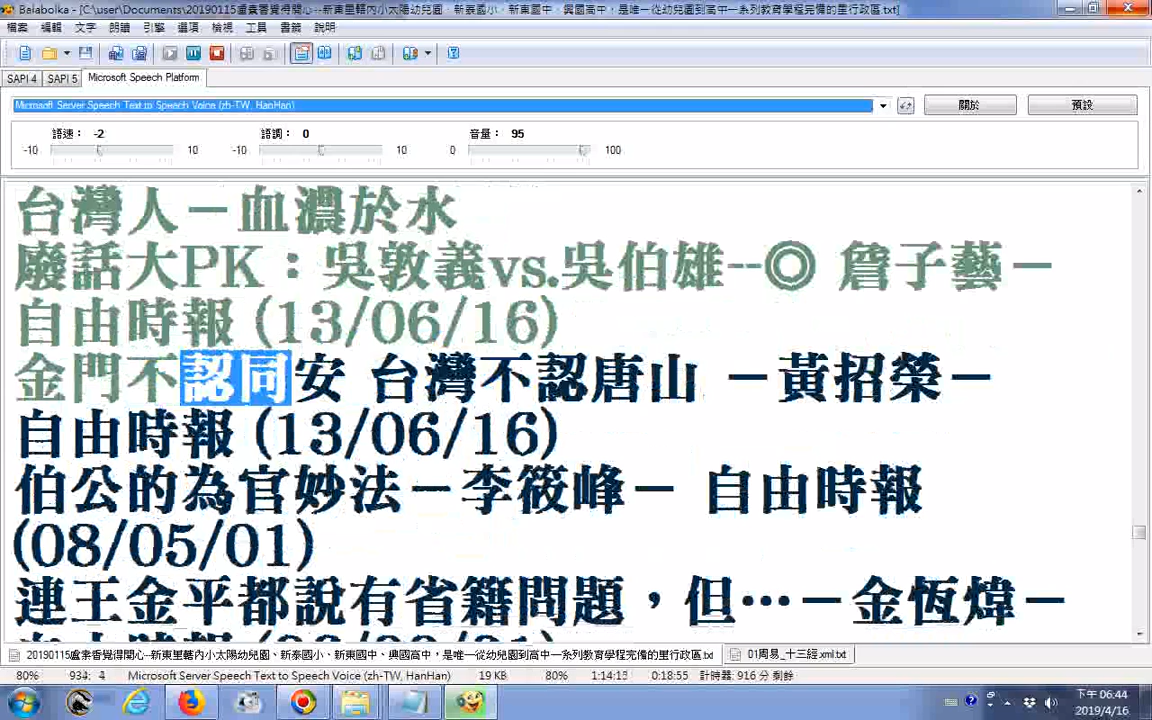 Balabolka - [C:\user\Documents\20190115盧素香覺得開心--新東里轄內小太陽幼兒園、新泰國小、新東國中、興國高中，是唯一從幼兒園到高中一系列教育學程完備的里行政區.txt]
檔案 編輯 文字 朗讀 引擎 選項 檢視 工具 書籤 說明
SAPI 4 SAPI 5 Microsoft Speech Platform
Microsoft Server Speech Text to Speech Voice (zh-TW, HanHan) 關於 預設
語速： -2 語調： 0 音量： 95
-10 10 -10 10 0 100
台灣人－血濃於水
廢話大PK：吳敦義vs.吳伯雄--◎ 詹子藝－
自由時報 (13/06/16)
金門不認同安 台灣不認唐山 －黃招榮－
自由時報 (13/06/16)
伯公的為官妙法－李筱峰－ 自由時報
(08/05/01)
連王金平都說有省籍問題，但…－金恆煒－
20190115盧素香覺得開心--新東里轄內小太陽幼兒園、新泰國小、新東國中、興國高中，是唯一從幼兒園到高中一系列教育學程完備的里行政區.txt 01周易_十三經.xml.txt
80% 934: 4 Microsoft Server Speech Text to Speech Voice (zh-TW, HanHan) 19 KB 80% 1:14:15 0:18:55 計時器: 916 分 剩餘
下午 06:44
2019/4/16